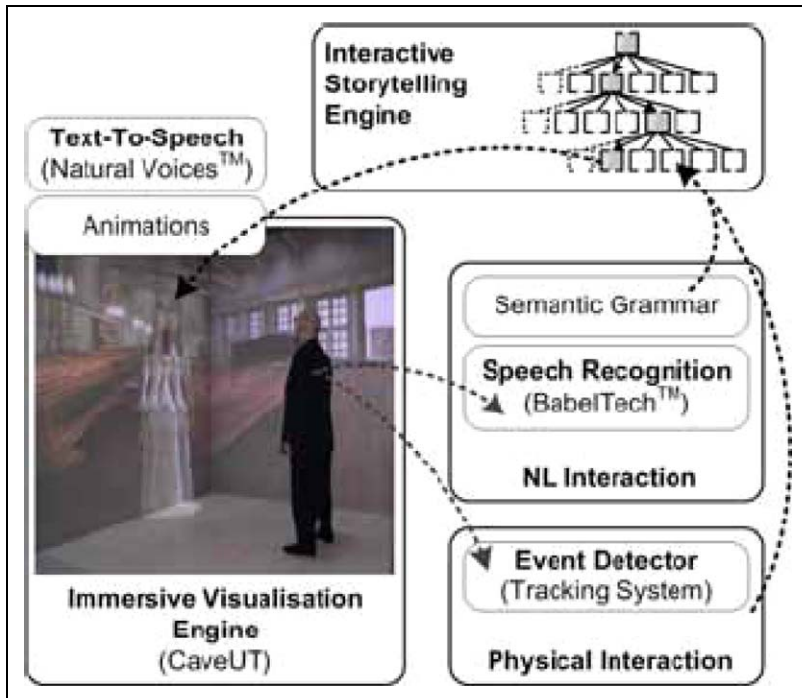 Interactive
Storytelling
Engine
Text-To-Speech
(Natural Voices™)
Animations
Semantic Grammar
Speech Recognition
(BabelTech™)
NL Interaction
Event Detector
(Tracking System)
Physical Interaction
Immersive Visualisation
Engine
(CaveUT)